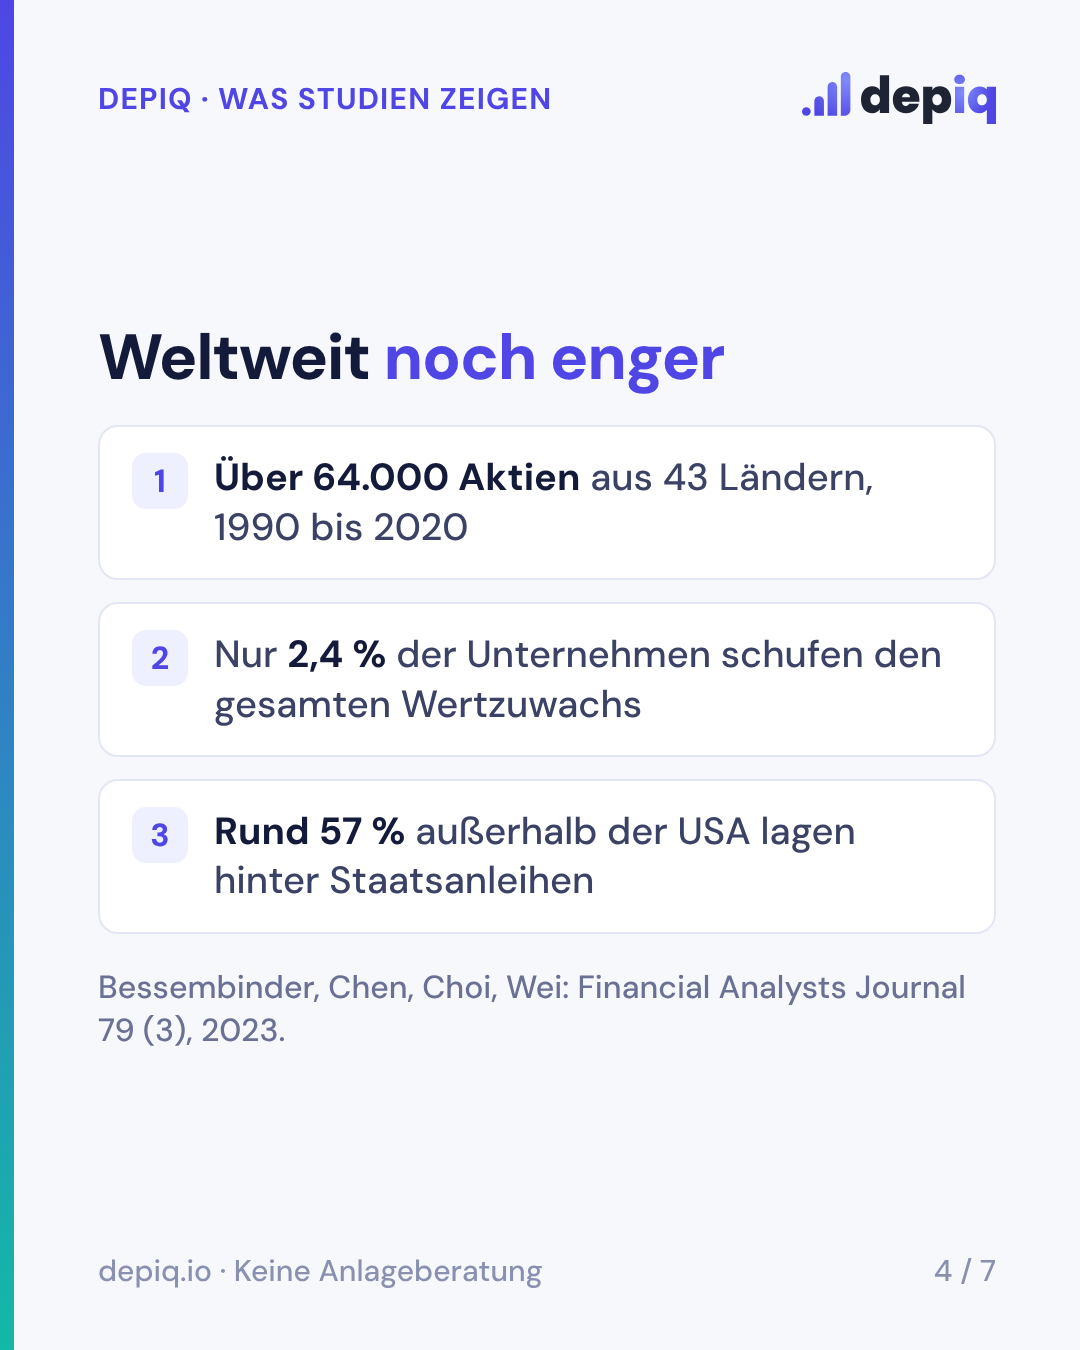 DEPIQ · WAS STUDIEN ZEIGEN
depiq
Weltweit noch enger
1
Über 64.000 Aktien aus 43 Ländern,
1990 bis 2020
2
Nur 2,4 % der Unternehmen schufen den
gesamten Wertzuwachs
3
Rund 57 % außerhalb der USA lagen
hinter Staatsanleihen
Bessembinder, Chen, Choi, Wei: Financial Analysts Journal
79 (3), 2023.
depiq.io · Keine Anlageberatung
4 / 7